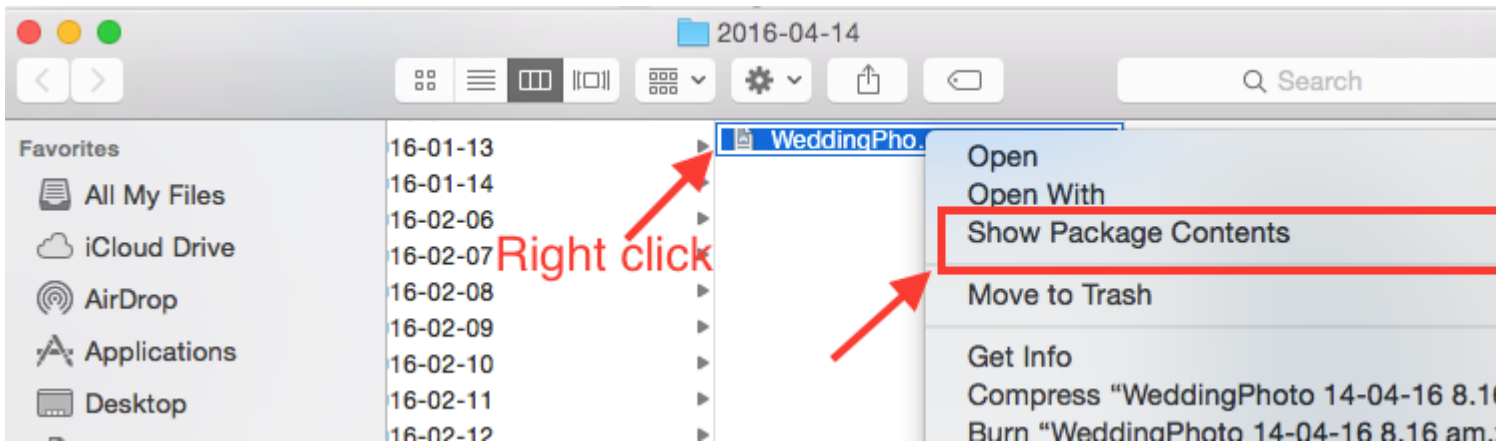 2016-04-14
Search
Favorites
All My Files
iCloud Drive
AirDrop
Applications
Desktop
16-01-13
16-01-14
16-02-06
16-02-07
16-02-08
16-02-09
16-02-10
16-02-11
16-02-12
Right click
WeddingPho.
Open
Open With
Show Package Contents
Move to Trash
Get Info
Compress “WeddingPhoto 14-04-16 8.16
Burn “WeddingPhoto 14-04-16 8.16 am.